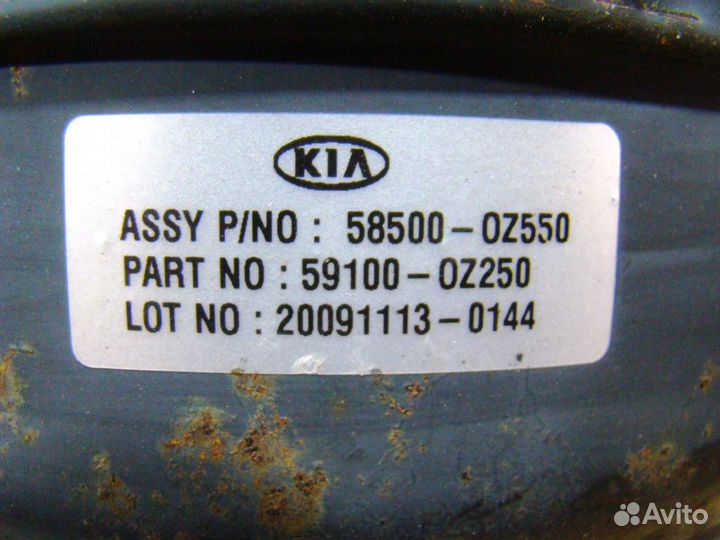 KIA
ASSY P/NO : 58500-0Z550
PART NO : 59100-0Z250
LOT NO : 20091113-0144
Avito